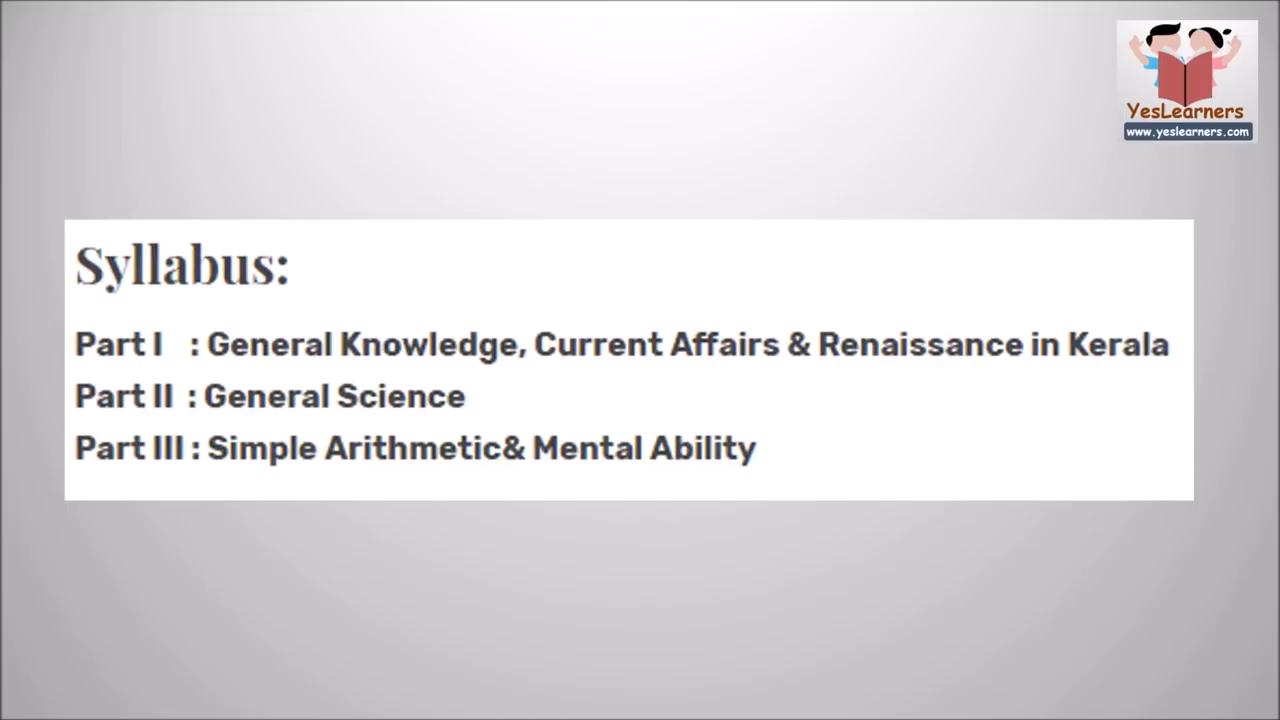 YesLearners
www.yeslearners.com
Syllabus:
Part I : General Knowledge, Current Affairs & Renaissance in Kerala
Part II : General Science
Part III : Simple Arithmetic& Mental Ability